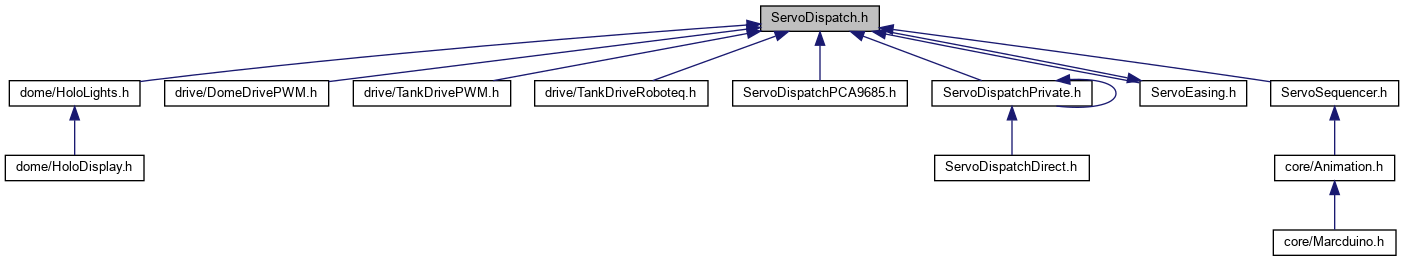 ServoDispatch.h
dome/HoloLights.h
drive/DomeDrivePWM.h
drive/TankDrivePWM.h
drive/TankDriveRoboteq.h
ServoDispatchPCA9685.h
ServoDispatchPrivate.h
ServoEasing.h
ServoSequencer.h
dome/HoloDisplay.h
ServoDispatchDirect.h
core/Animation.h
core/Marcduino.h